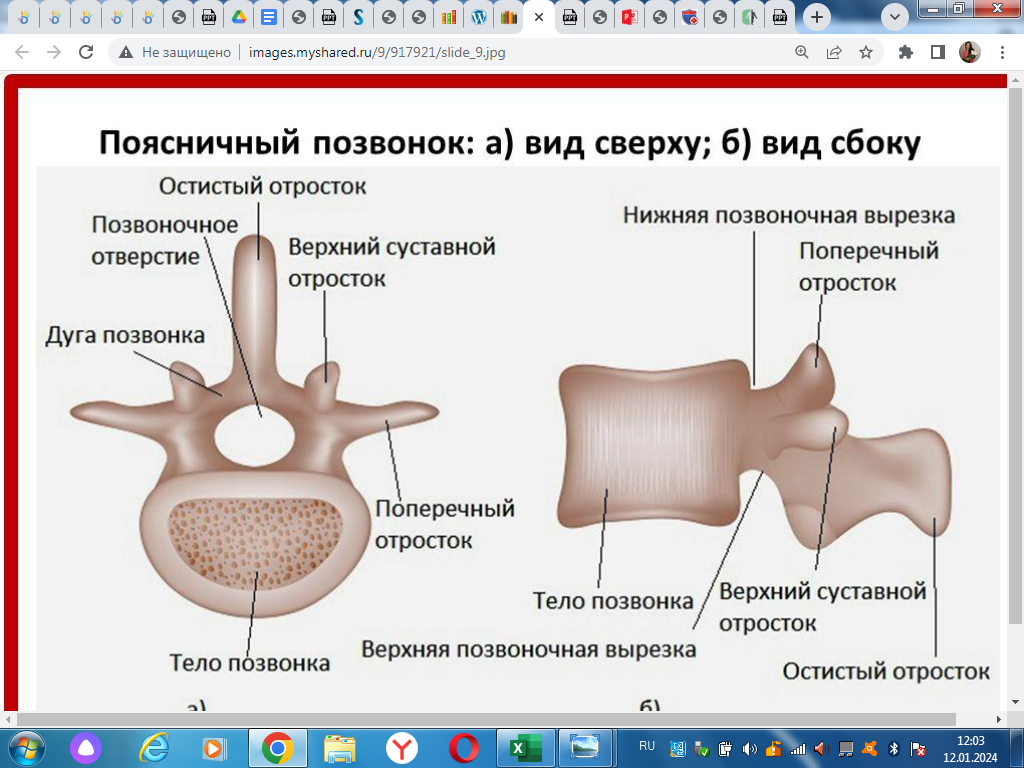 Не защищено
images.myshared.ru/9/917921/slide_9.jpg
Поясничный позвонок: а) вид сверху; б) вид сбоку
Остистый отросток
Позвоночное
отверстие
Верхний суставной
отросток
Дуга позвонка
Поперечный
отросток
Тело позвонка
а)
Нижняя позвоночная вырезка
Поперечный
отросток
Тело позвонка
Верхний суставной
отросток
Верхняя позвоночная вырезка
Остистый отросток
б)
RU
12:03
12.01.2024